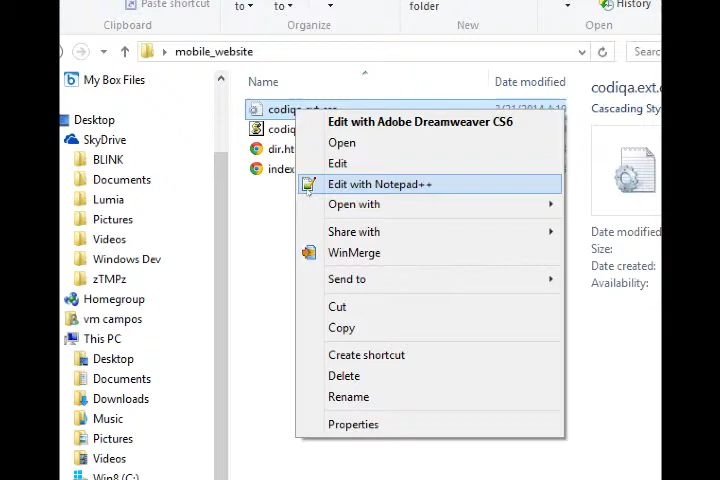 Paste shortcut
to
to
folder
History
Clipboard
Organize
New
Open
mobile_website
My Box Files
Name
Date modified
codiqa.ext.css
Edit with Adobe Dreamweaver CS6
codiqa.ext.c
Cascading Sty
Desktop
codiq
Open
SkyDrive
dir.ht
Edit
BLINK
index
Edit with Notepad++
Documents
Open with
Lumia
Share with
Pictures
WinMerge
Date modified
Videos
Size:
Windows Dev
Send to
Date created:
zTMPz
Availability:
Homegroup
Cut
vm campos
Copy
This PC
Create shortcut
Desktop
Delete
Documents
Rename
Downloads
Music
Properties
Pictures
Videos
Win8 (C:)